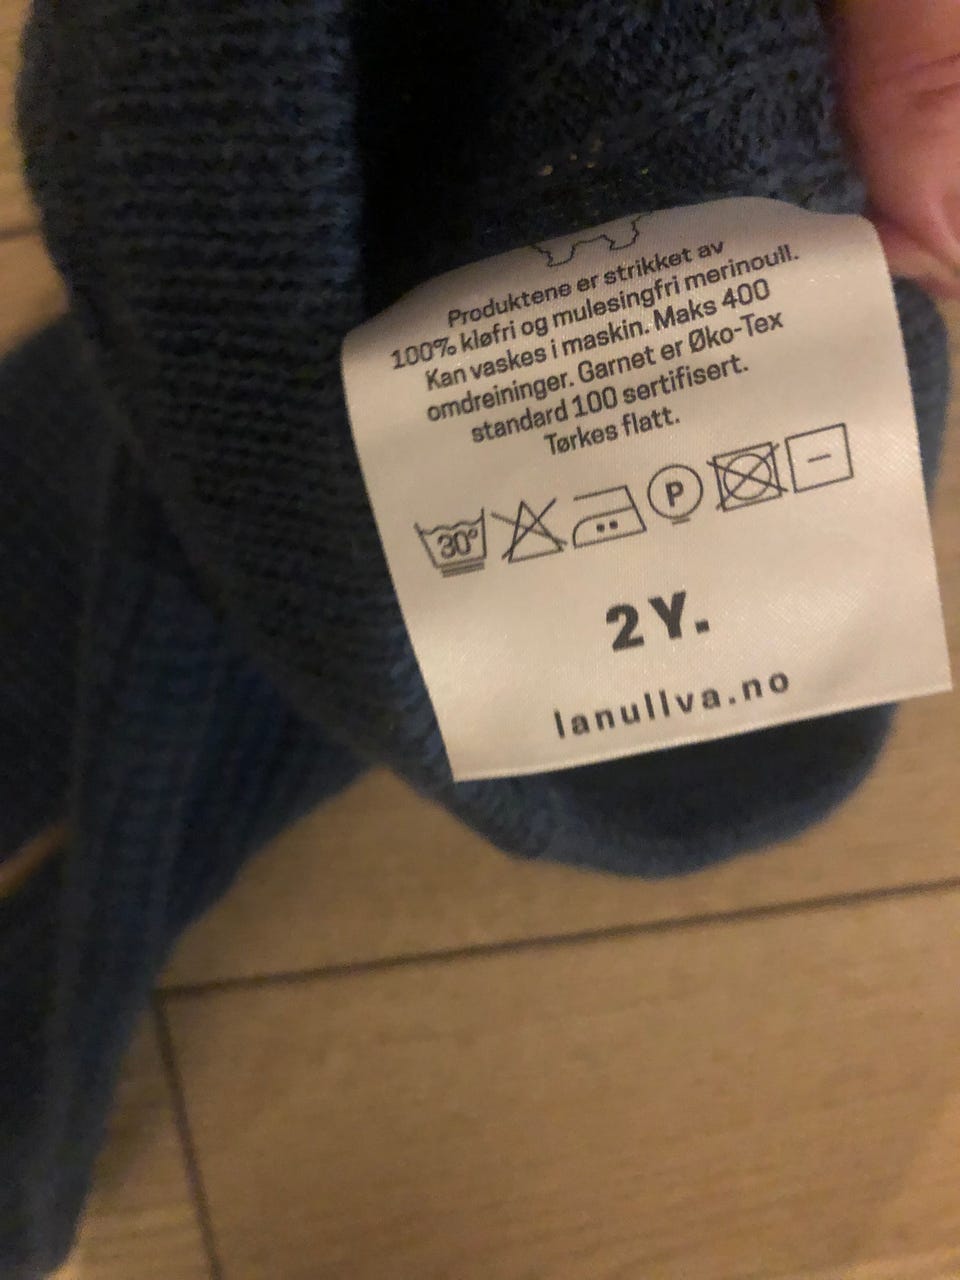 Produktene er strikket av
100% kløfri og mulesingfri merinoull.
Kan vaskes i maskin. Maks 400
omdreininger. Garnet er Øko-Tex
standard 100 sertifisert.
Tørkes flatt.
30° P
2 Y.
lanullva.no